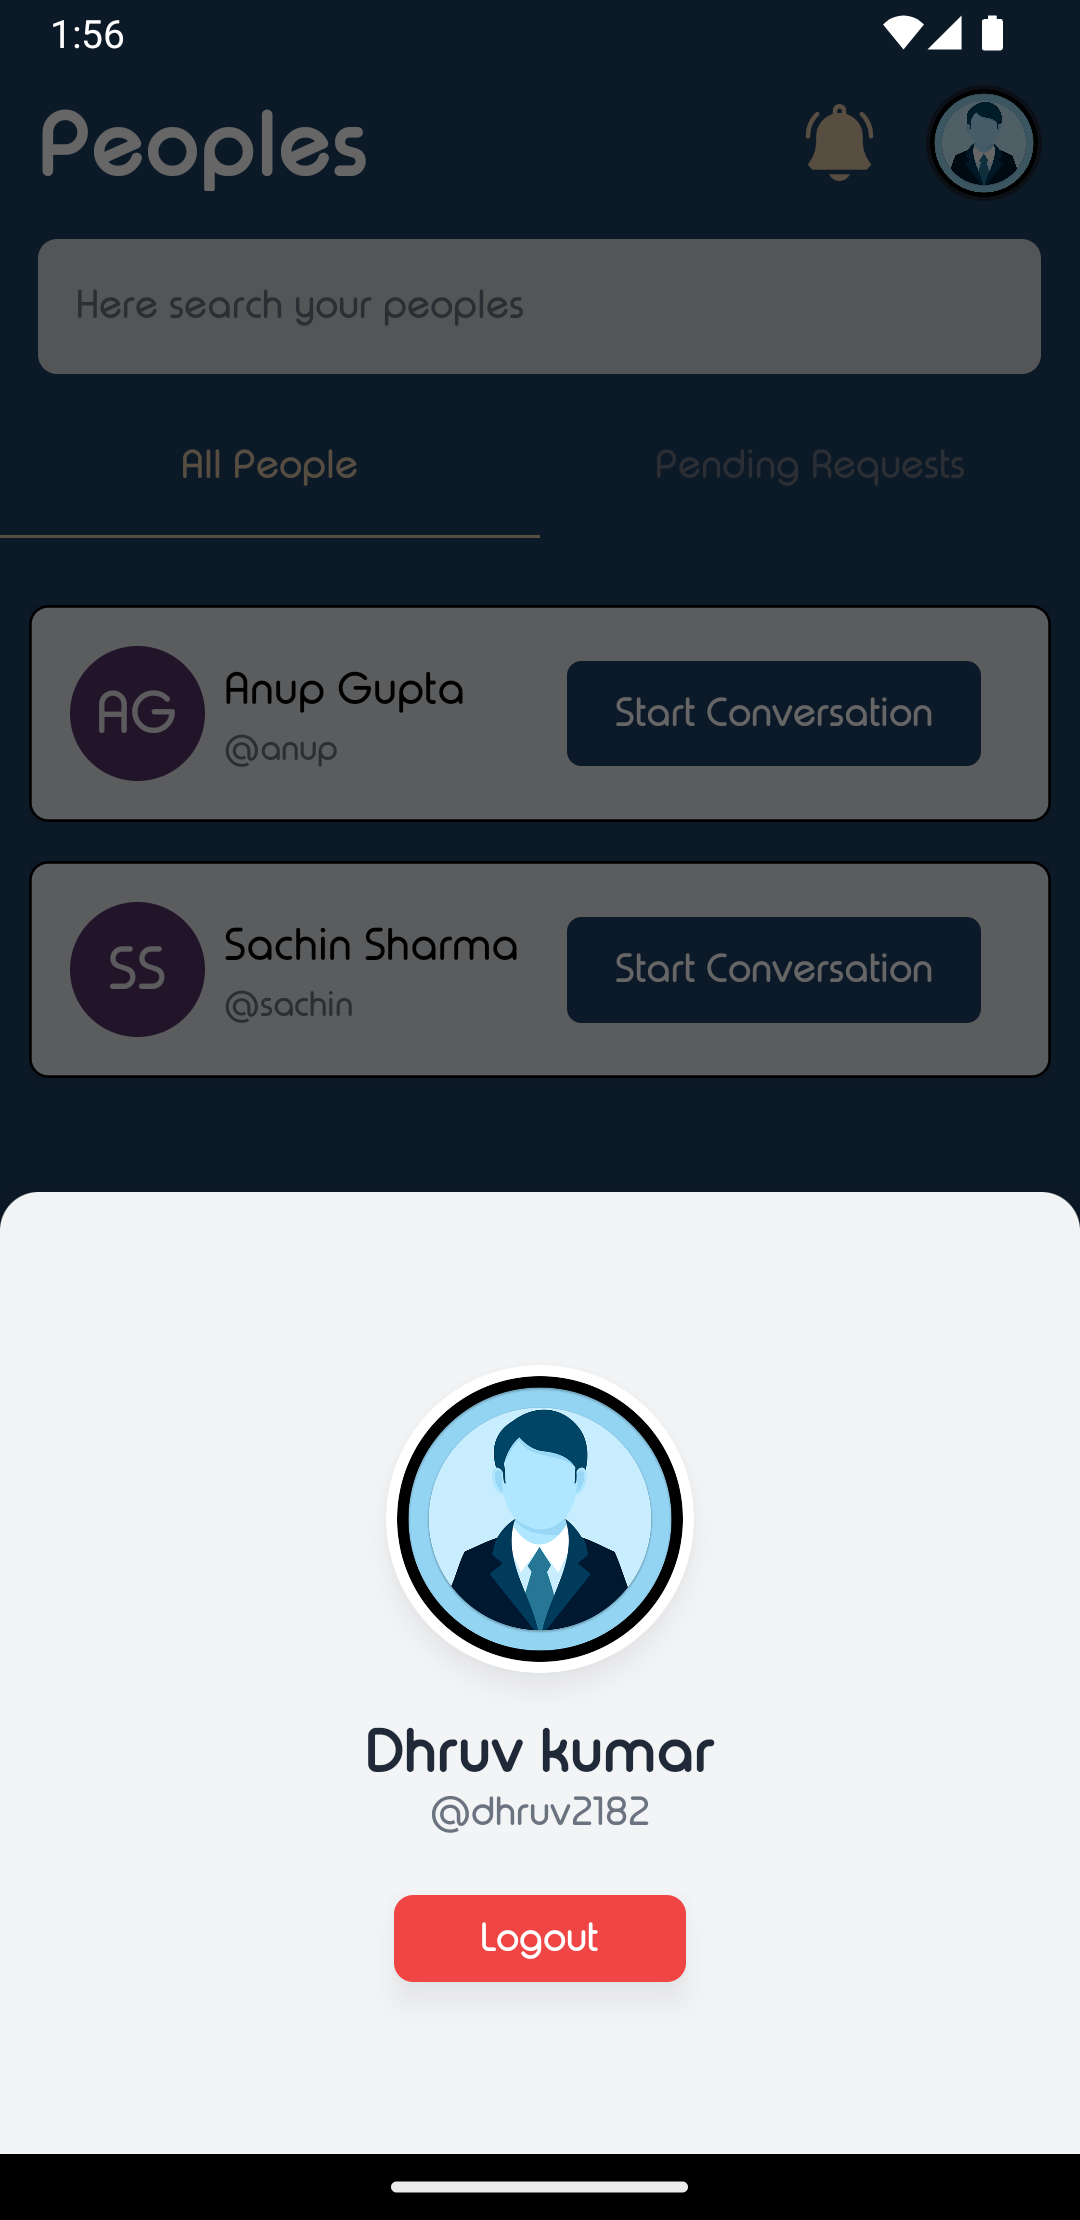 1:56
Peoples
Here search your peoples
All People
Pending Requests
AG
Anup Gupta
@anup
Start Conversation
SS
Sachin Sharma
@sachin
Start Conversation
Dhruv kumar
@dhruv2182
Logout